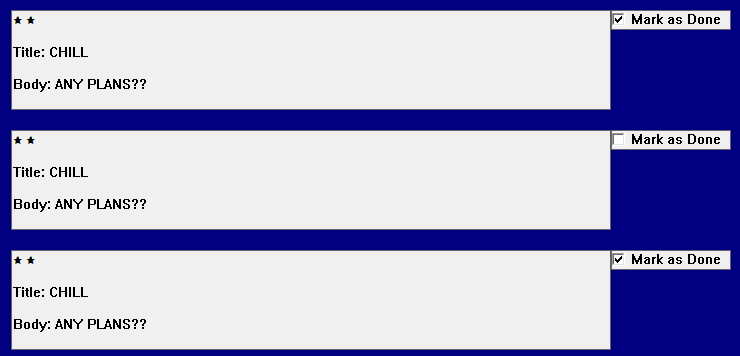 ★ ★ Mark as Done
Title: CHILL
Body: ANY PLANS??
★ ★ Mark as Done
Title: CHILL
Body: ANY PLANS??
★ ★ Mark as Done
Title: CHILL
Body: ANY PLANS??